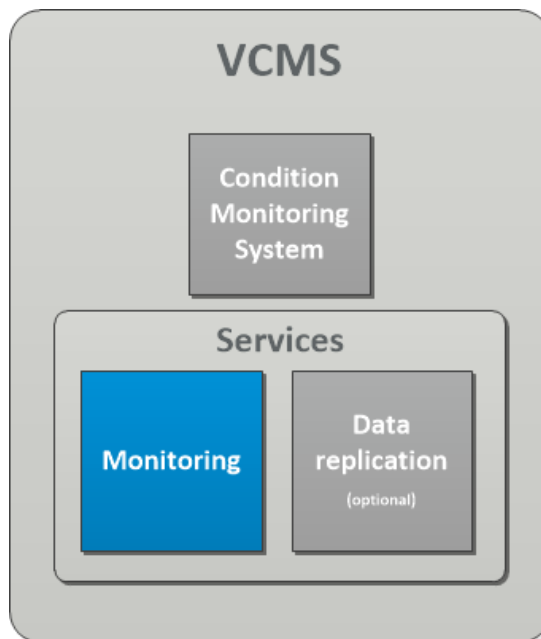 VCMS
Condition
Monitoring
System
Services
Monitoring
Data
replication
(optional)